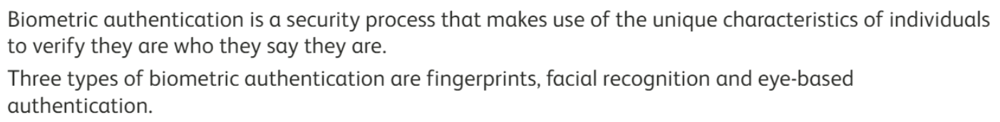 Biometric authentication is a security process that makes use of the unique characteristics of individuals
to verify they are who they say they are.
Three types of biometric authentication are fingerprints, facial recognition and eye-based
authentication.